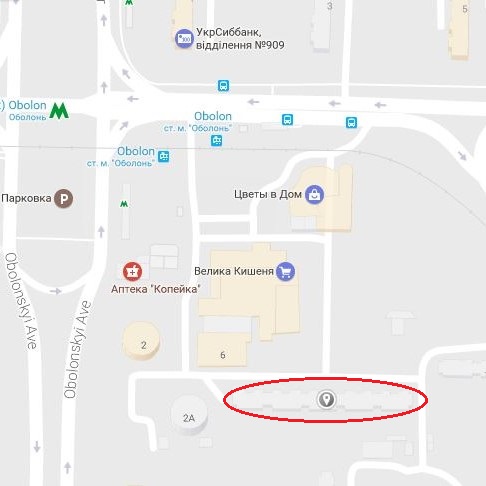 УкрСиббанк,
відділення №909
3
5
) Obolon
Оболонь
M
Obolon
ст. м. "Оболонь"
Obolon
ст. м. "Оболонь"
M
Парковка
P
Цветы в Дом
Аптека "Копейка"
Велика Кишеня
Obolonskyi Ave
Obolonskyi Ave
2
6
2A